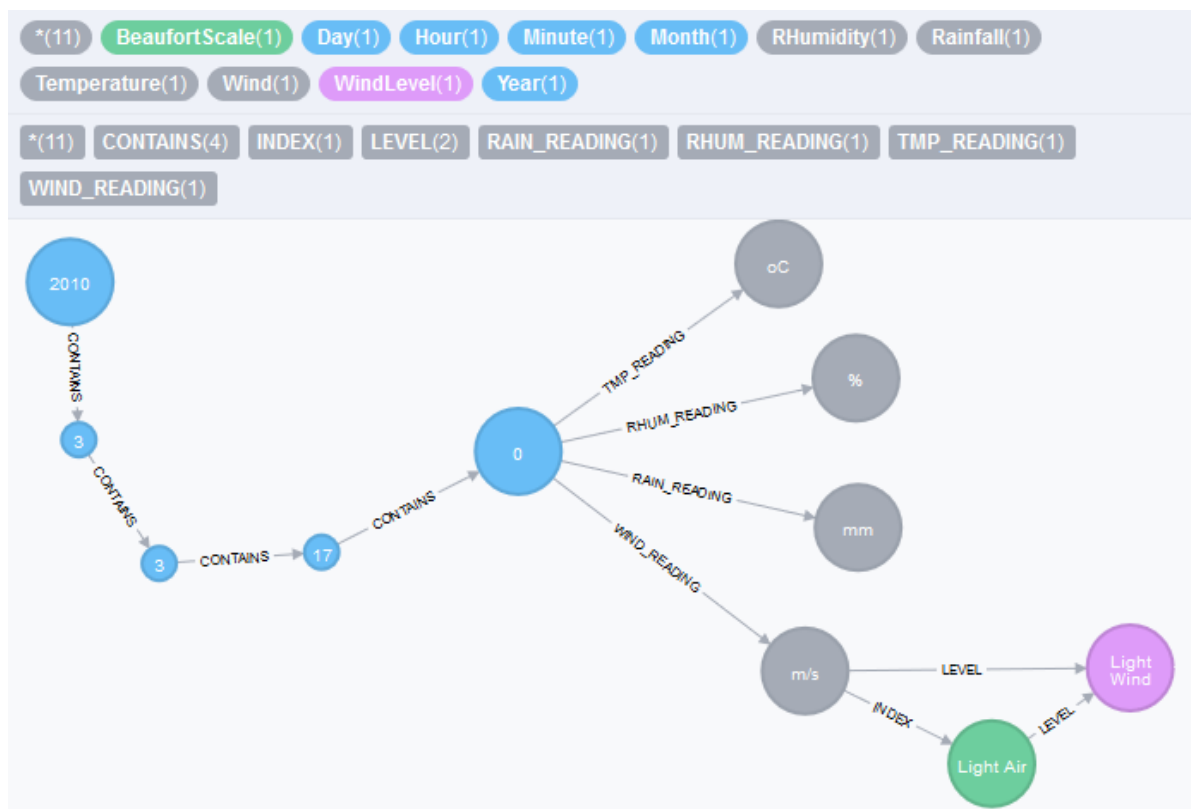 *(11) BeaufortScale(1) Day(1) Hour(1) Minute(1) Month(1) RHumidity(1) Rainfall(1)
Temperature(1) Wind(1) WindLevel(1) Year(1)
*(11) CONTAINS(4) INDEX(1) LEVEL(2) RAIN_READING(1) RHUM_READING(1) TMP_READING(1)
WIND_READING(1)
2010
CONTAINS
3
CONTAINS
3
CONTAINS
17
CONTAINS
0
TMP_READING
oC
RHUM_READING
%
RAIN_READING
mm
WIND_READING
m/s
LEVEL
Light
Wind
INDEX
LEVEL
Light Air